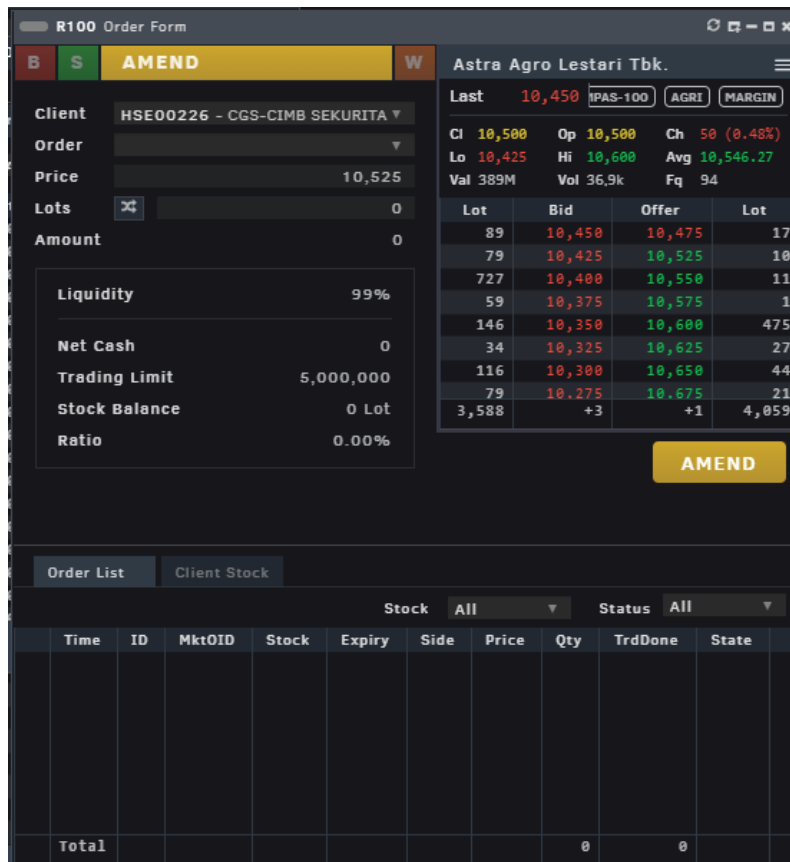 R100 Order Form
B S AMEND W
Client HSE00226 - CGS-CIMB SEKURITA
Order
Price 10,525
Lots 0
Amount 0
Liquidity 99%
Net Cash 0
Trading Limit 5,000,000
Stock Balance 0 Lot
Ratio 0.00%
Astra Agro Lestari Tbk.
Last 10,450 MPAS-100 AGRI MARGIN
Cl 10,500 Op 10,500 Ch 50 (0.48%)
Lo 10,425 Hi 10,600 Avg 10,546.27
Val 389M Vol 36,9k Fq 94
Lot Bid Offer Lot
89 10,450 10,475 17
79 10,425 10,525 10
727 10,400 10,550 11
59 10,375 10,575 1
146 10,350 10,600 475
34 10,325 10,625 27
116 10,300 10,650 44
79 10,275 10,675 21
3,588 +3 +1 4,059
AMEND
Order List Client Stock
Stock All Status All
Time ID MktOID Stock Expiry Side Price Qty TrdDone State
Total 0 0